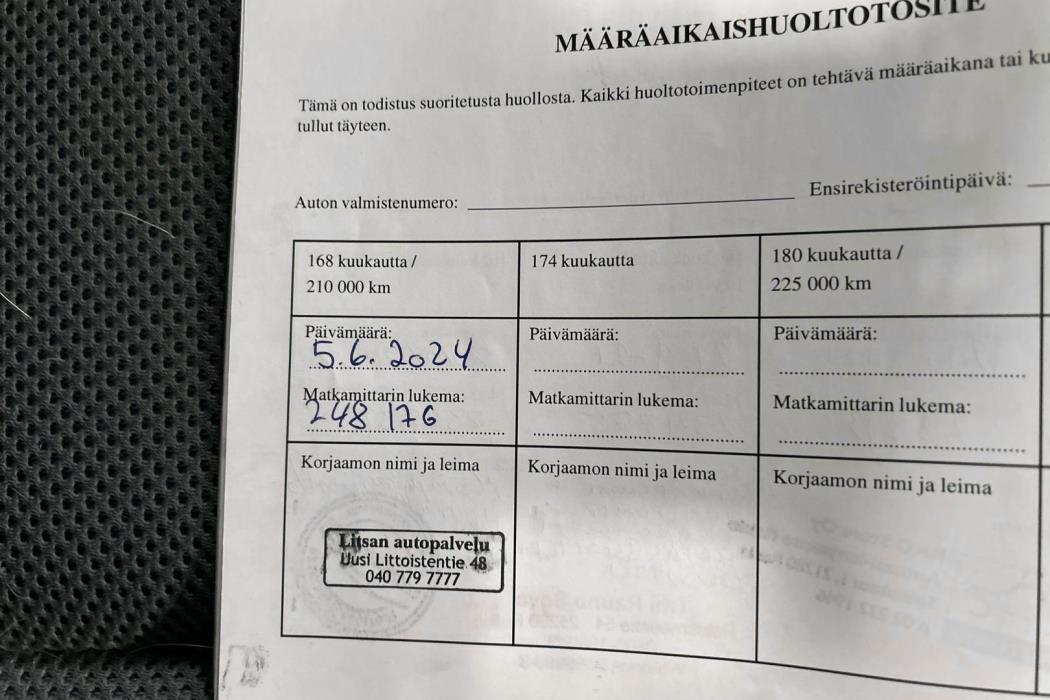 MÄÄRÄAIKAISHUOLTOTOSITE
Tämä on todistus suoritetusta huollosta. Kaikki huoltotoimenpiteet on tehtävä määräaikana tai
tullut täyteen.
Auton valmistenumero:
Ensirekisteröintipäivä:
168 kuukautta /
210 000 km
174 kuukautta
180 kuukautta /
225 000 km
Päivämäärä:
5.6.2024
Päivämäärä:
Päivämäärä:
Matkamittarin lukema:
248 176
Matkamittarin lukema:
Matkamittarin lukema:
Korjaamon nimi ja leima
Korjaamon nimi ja leima
Korjaamon nimi ja leima
Litsan autopalvelu
Uusi Littoistentie 48
040 779 7777